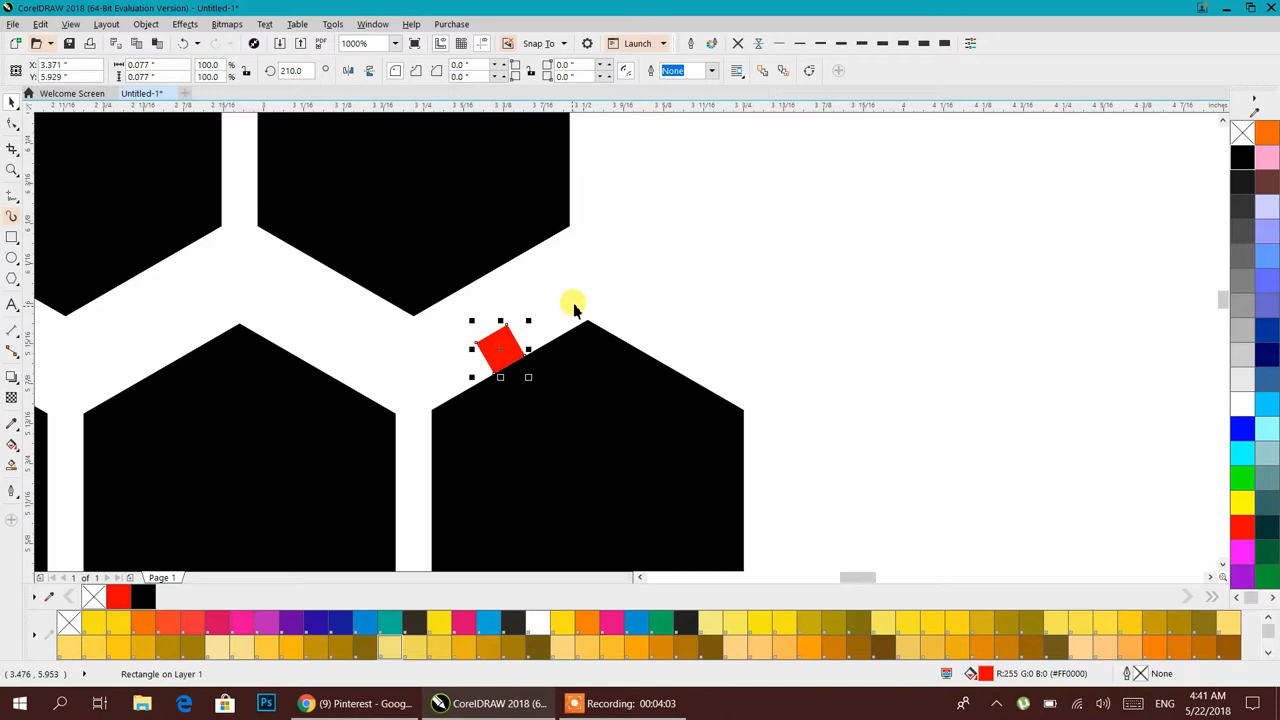 CorelDRAW 2018 (64-Bit Evaluation Version) - Untitled-1*
File Edit View Layout Object Effects Bitmaps Text Table Tools Window Help Purchase
PDF 1000% Snap To Launch
X: 3.371 " 0.077 " 100.0 % 210.0 0.0 ° 0.0 ° None
Y: 5.929 " 0.077 " 100.0 % 0.0 ° 0.0 °
Welcome Screen Untitled-1*
inches
1 of 1 Page 1
( 3.476 , 5.953 ) Rectangle on Layer 1 R:255 G:0 B:0 (#FF0000) None
(9) Pinterest - Goog... CorelDRAW 2018 (6... Recording: 00:04:03 ENG 4:41 AM
5/22/2018